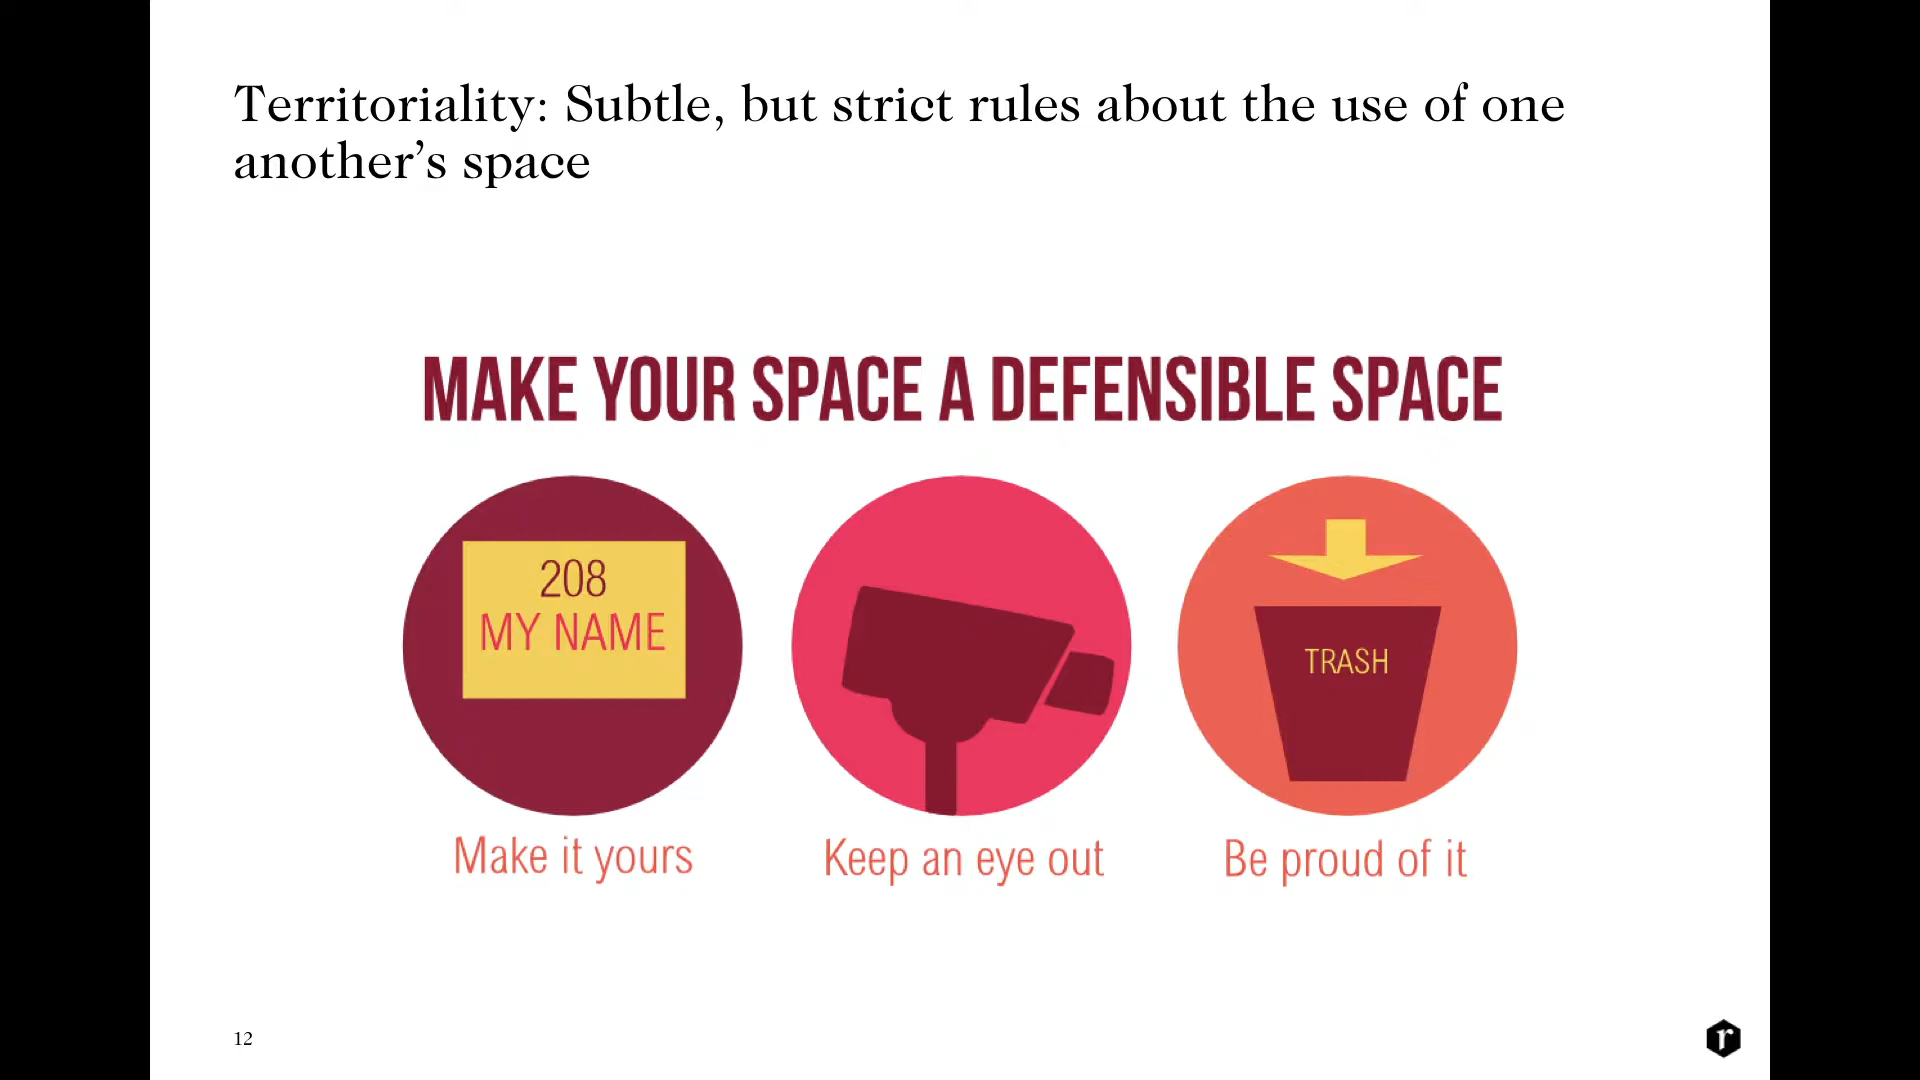 Territoriality: Subtle, but strict rules about the use of one
another’s space
MAKE YOUR SPACE A DEFENSIBLE SPACE
208
MY NAME
TRASH
Make it yours
Keep an eye out
Be proud of it
12
r